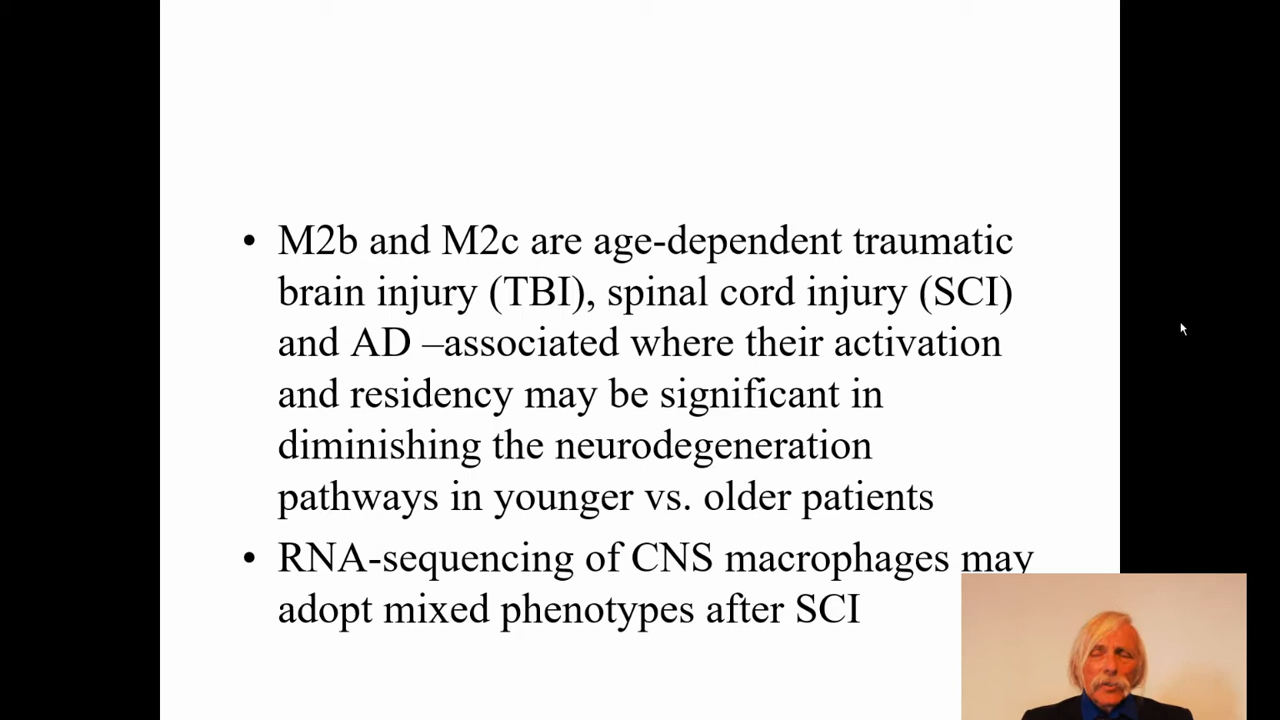 • M2b and M2c are age-dependent traumatic
brain injury (TBI), spinal cord injury (SCI)
and AD –associated where their activation
and residency may be significant in
diminishing the neurodegeneration
pathways in younger vs. older patients
• RNA-sequencing of CNS macrophages may
adopt mixed phenotypes after SCI